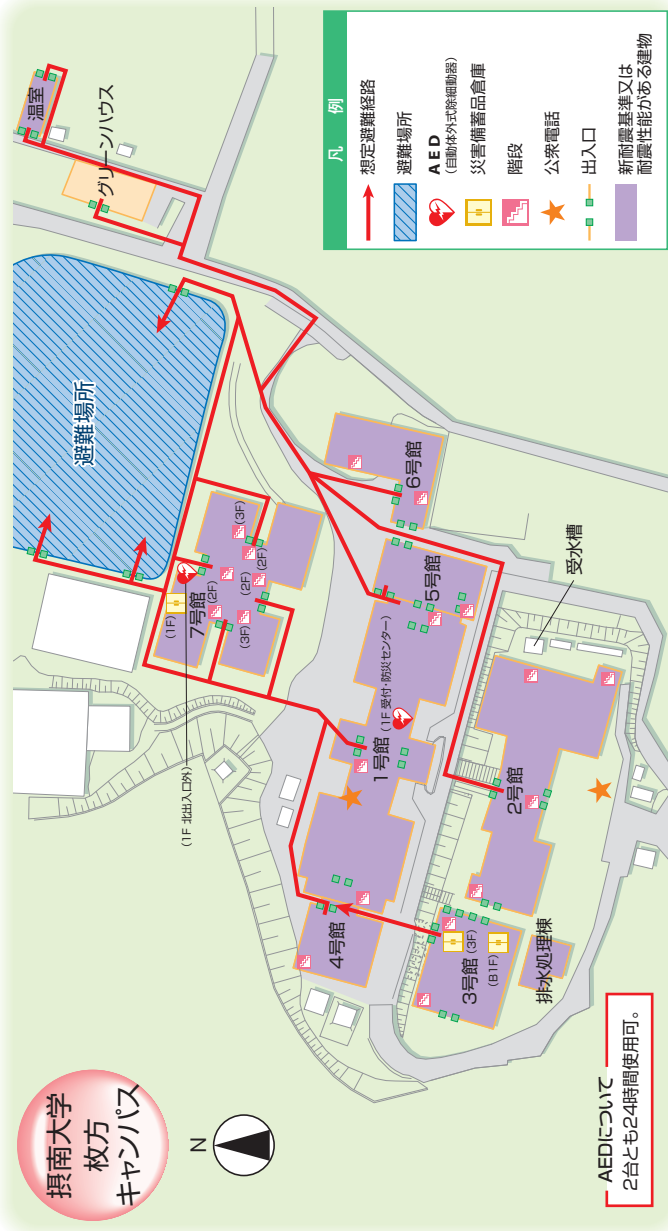 摂南大学
枚方
キャンパス
N
AEDについて
2台とも24時間使用可。
避難場所
温室
グリーンハウス
(1F 北出入口外)
(1F)
7号館
(2F)
(3F)
(2F)
(2F)
(3F)
6号館
5号館
1号館
(1F 受付・防災センター)
4号館
3号館
(3F)
(B1F)
2号館
排水処理棟
受水槽
凡 例
想定避難経路
避難場所
AED
(自動体外式除細動器)
災害備蓄品倉庫
階段
公衆電話
出入口
新耐震基準又は
耐震性能がある建物